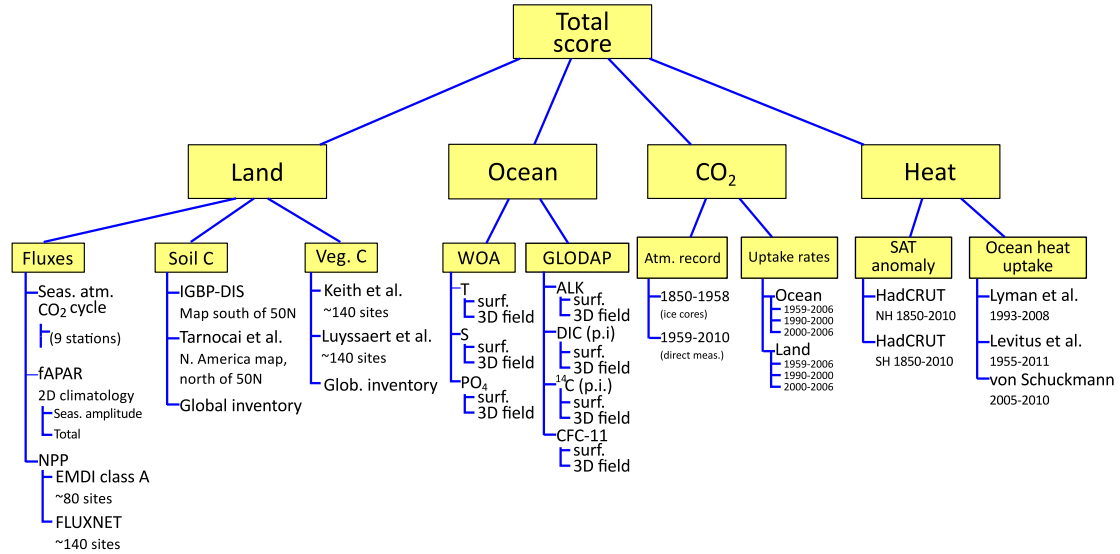 Total
score
Land
Ocean
CO2
Heat
Fluxes
Seas. atm.
CO2 cycle
(9 stations)
fAPAR
2D climatology
Seas. amplitude
Total
NPP
EMDI class A
~80 sites
FLUXNET
~140 sites
Soil C
IGBP-DIS
Map south of 50N
Tarnocai et al.
N. America map,
north of 50N
Global inventory
Veg. C
Keith et al.
~140 sites
Luyssaert et al.
~140 sites
Glob. inventory
WOA
T
surf.
3D field
S
surf.
3D field
PO4
surf.
3D field
GLODAP
ALK
surf.
3D field
DIC (p.i)
surf.
3D field
14C (p.i.)
surf.
3D field
CFC-11
surf.
3D field
Atm. record
1850-1958
(ice cores)
1959-2010
(direct meas.)
Uptake rates
Ocean
1959-2006
1990-2000
2000-2006
Land
1959-2006
1990-2000
2000-2006
SAT
anomaly
HadCRUT
NH 1850-2010
HadCRUT
SH 1850-2010
Ocean heat
uptake
Lyman et al.
1993-2008
Levitus et al.
1955-2011
von Schuckmann
2005-2010